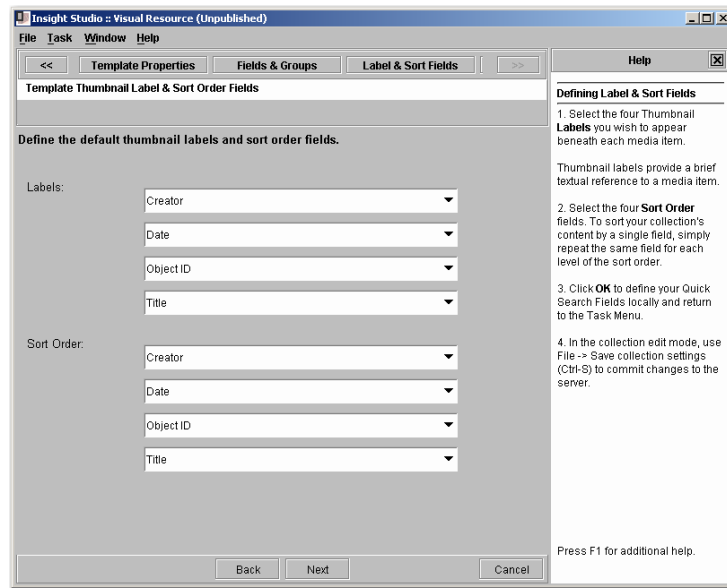 Insight Studio :: Visual Resource (Unpublished)
File Task Window Help
<< Template Properties Fields & Groups Label & Sort Fields >>
Template Thumbnail Label & Sort Order Fields
Define the default thumbnail labels and sort order fields.
Labels:
Creator
Date
Object ID
Title
Sort Order:
Creator
Date
Object ID
Title
Back Next Cancel
Help
Defining Label & Sort Fields
1. Select the four Thumbnail
Labels you wish to appear
beneath each media item.
Thumbnail labels provide a brief
textual reference to a media item.
2. Select the four Sort Order
fields. To sort your collection's
content by a single field, simply
repeat the same field for each
level of the sort order.
3. Click OK to define your Quick
Search Fields locally and return
to the Task Menu.
4. In the collection edit mode, use
File -> Save collection settings
(Ctrl-S) to commit changes to the
server.
Press F1 for additional help.